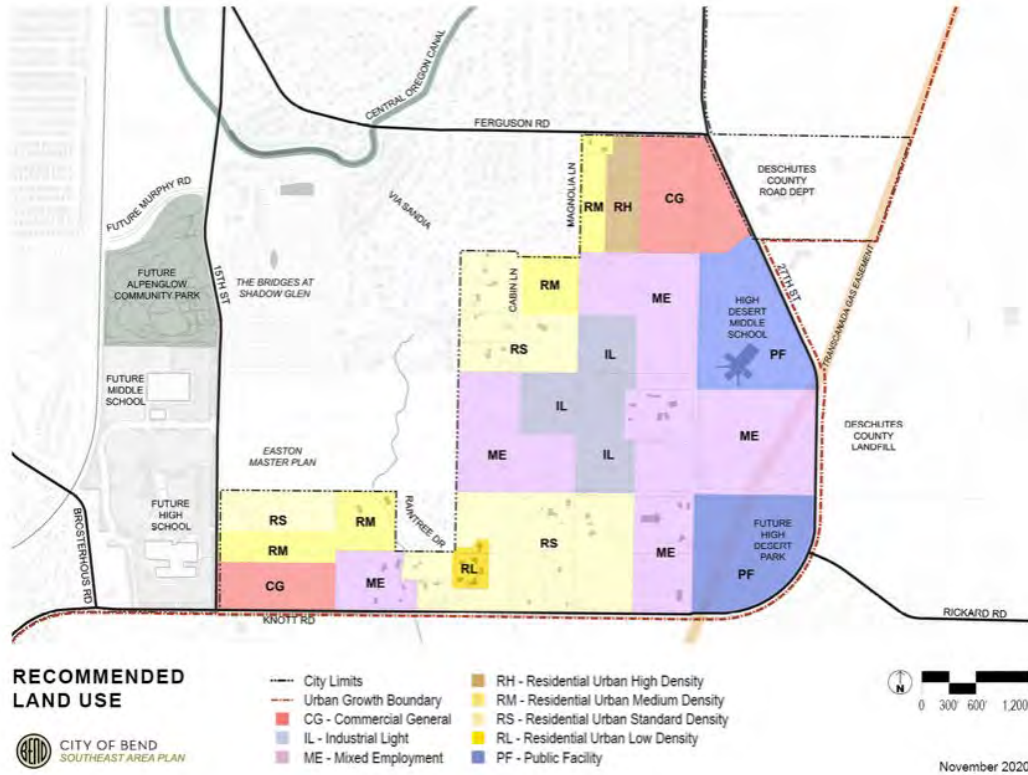 CENTRAL OREGON CANAL
FERGUSON RD
FUTURE MURPHY RD
VIA SANDIA
MAGNOLIA LN
RM
RH
CG
DESCHUTES
COUNTY
ROAD DEPT
FUTURE
ALPENGLOW
COMMUNITY PARK
15TH ST
THE BRIDGES AT
SHADOW GLEN
CABIN LN
RM
ME
HIGH
DESERT
MIDDLE
SCHOOL
PF
27TH ST
TRANSCANADA GAS EASEMENT
RS
IL
FUTURE
MIDDLE
SCHOOL
IL
ME
IL
ME
DESCHUTES
COUNTY
LANDFILL
EASTON
MASTER PLAN
BROSTERHOUS RD
FUTURE
HIGH
SCHOOL
RS
RM
RM
CG
ME
RAINTREE DR
RL
RS
ME
FUTURE HIGH
DESERT
PARK
PF
KNOTT RD
RICKARD RD
RECOMMENDED
LAND USE
BEND
CITY OF BEND
SOUTHEAST AREA PLAN
City Limits
Urban Growth Boundary
CG - Commercial General
IL - Industrial Light
ME - Mixed Employment
RH - Residential Urban High Density
RM - Residential Urban Medium Density
RS - Residential Urban Standard Density
RL - Residential Urban Low Density
PF - Public Facility
N
0 300' 600' 1,200'
November 2020